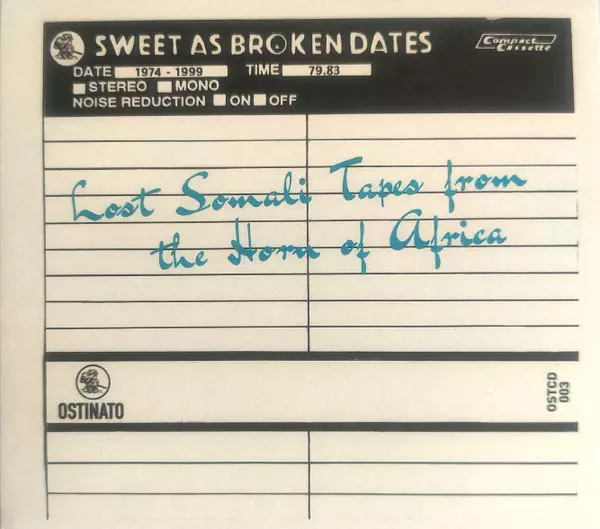 SWEET AS BROKEN DATES
Compact
Cassette
DATE 1974 - 1999 TIME 79.83
STEREO MONO
NOISE REDUCTION ON OFF
Lost Somali Tapes from
the Horn of Africa
OSTINATO
OSTCD
003